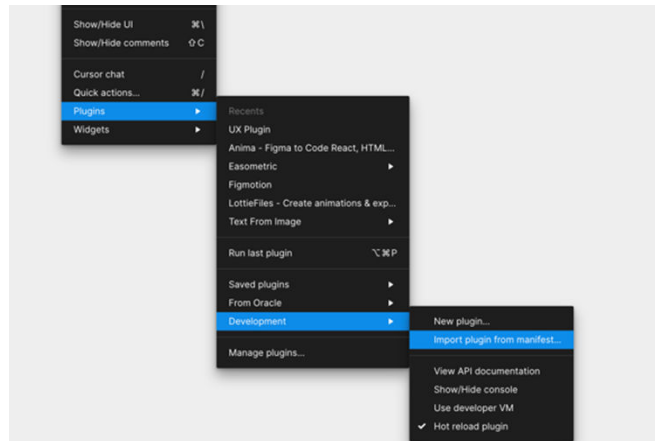 Show/Hide UI ⌘\
Show/Hide comments ⇧ C
Cursor chat /
Quick actions... ⌘/
Plugins
Widgets
Recents
UX Plugin
Anima - Figma to Code React, HTML...
Easometric
Figmotion
LottieFiles - Create animations & exp...
Text From Image
Run last plugin ⌥⌘P
Saved plugins
From Oracle
Development
Manage plugins...
New plugin...
Import plugin from manifest...
View API documentation
Show/Hide console
Use developer VM
✓ Hot reload plugin